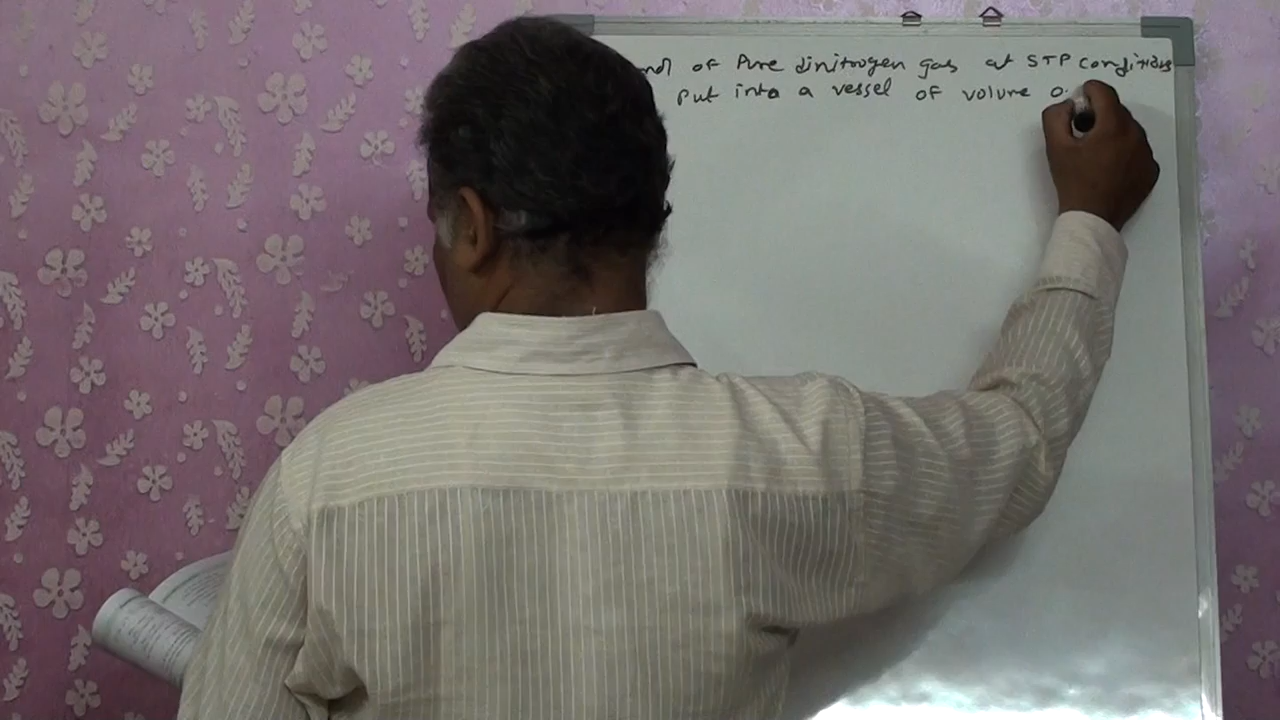 of Pure dinitrogen gas at STP conditions
put into a vessel of volume